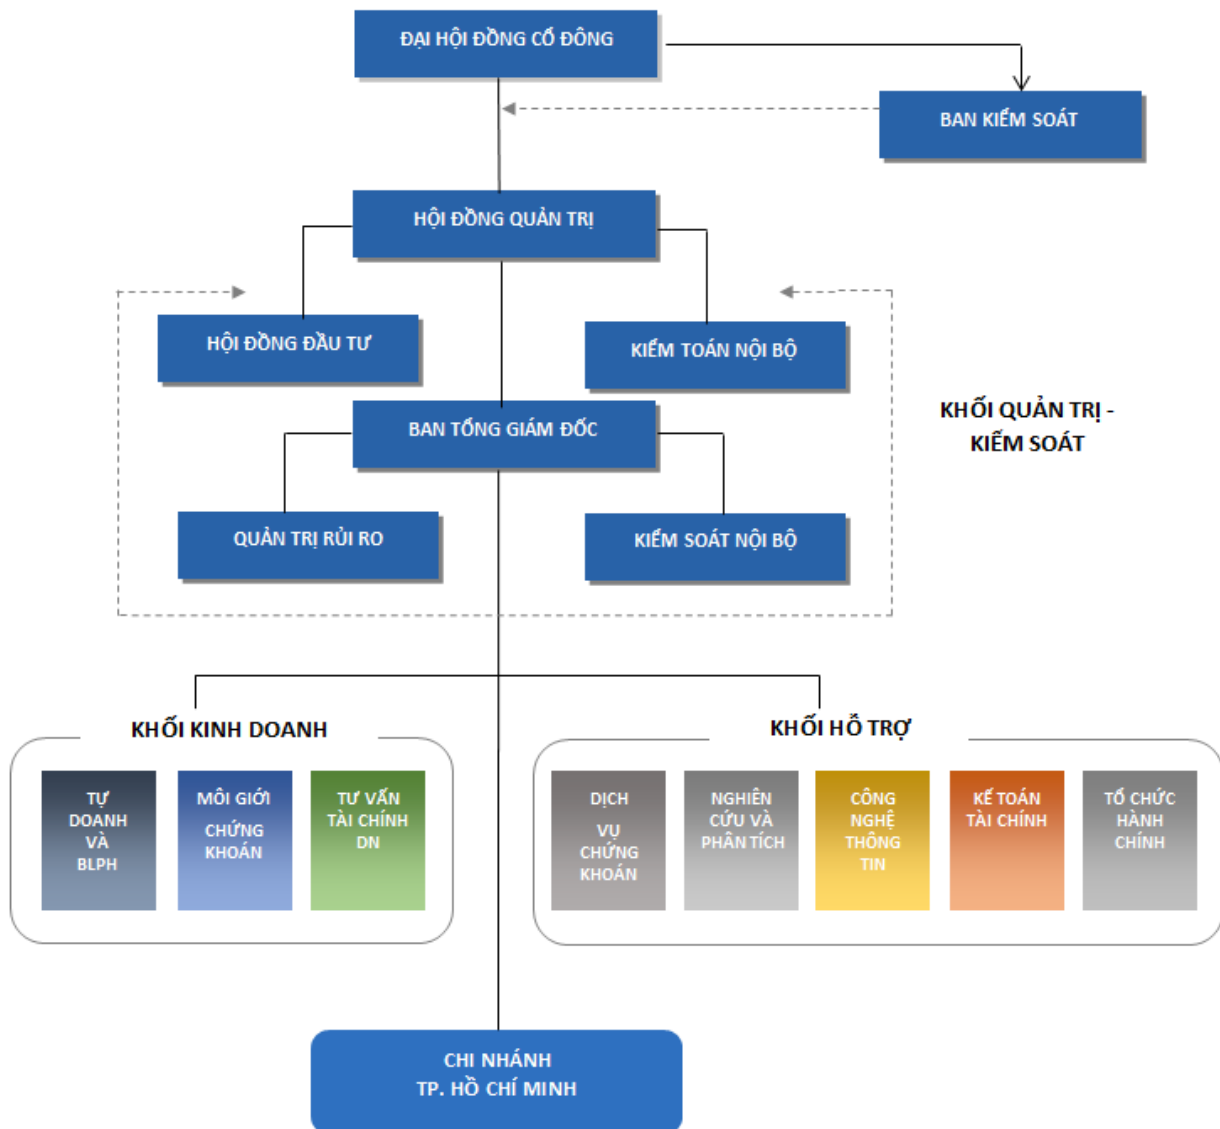 ĐẠI HỘI ĐỒNG CỔ ĐÔNG
BAN KIỂM SOÁT
HỘI ĐỒNG QUẢN TRỊ
HỘI ĐỒNG ĐẦU TƯ
KIỂM TOÁN NỘI BỘ
BAN TỔNG GIÁM ĐỐC
KHỐI QUẢN TRỊ -
KIỂM SOÁT
QUẢN TRỊ RỦI RO
KIỂM SOÁT NỘI BỘ
KHỐI KINH DOANH
TỰ
DOANH
VÀ
BLPH
MÔI GIỚI
CHỨNG
KHOÁN
TƯ VẤN
TÀI CHÍNH
DN
KHỐI HỖ TRỢ
DỊCH
VỤ
CHỨNG
KHOÁN
NGHIÊN
CỨU VÀ
PHÂN TÍCH
CÔNG
NGHỆ
THÔNG
TIN
KẾ TOÁN
TÀI CHÍNH
TỔ CHỨC
HÀNH
CHÍNH
CHI NHÁNH
TP. HỒ CHÍ MINH